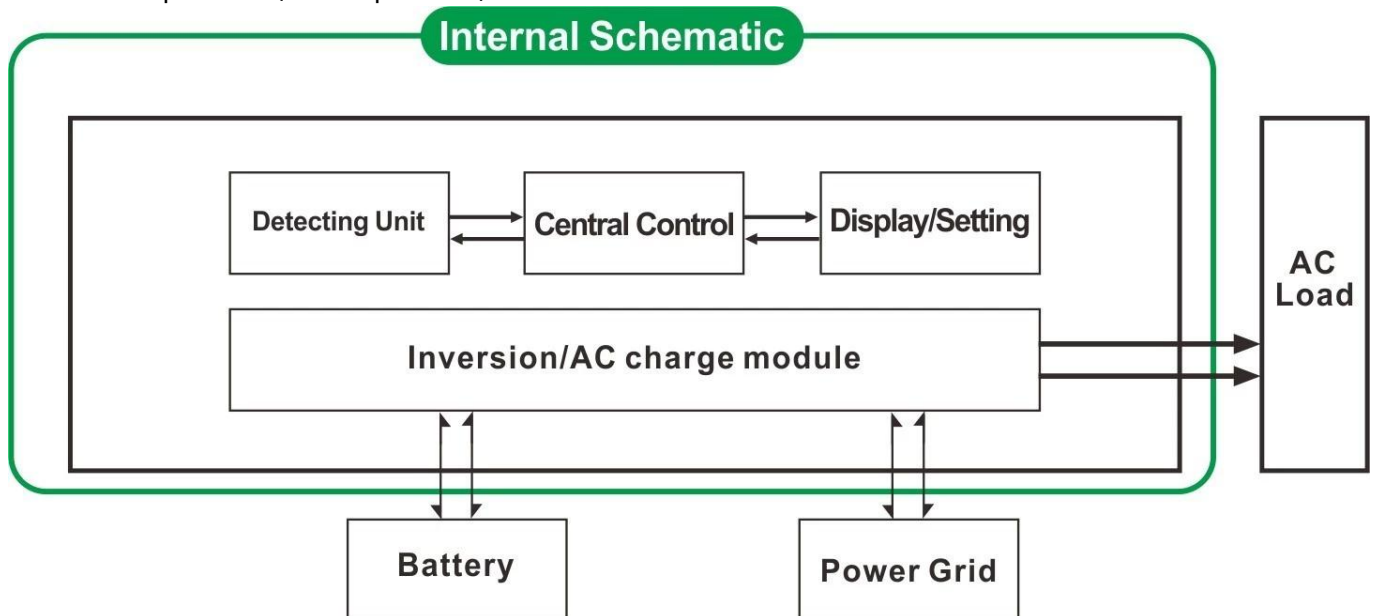 Internal Schematic
Detecting Unit
Central Control
Display/Setting
AC
Load
Inversion/AC charge module
Battery
Power Grid